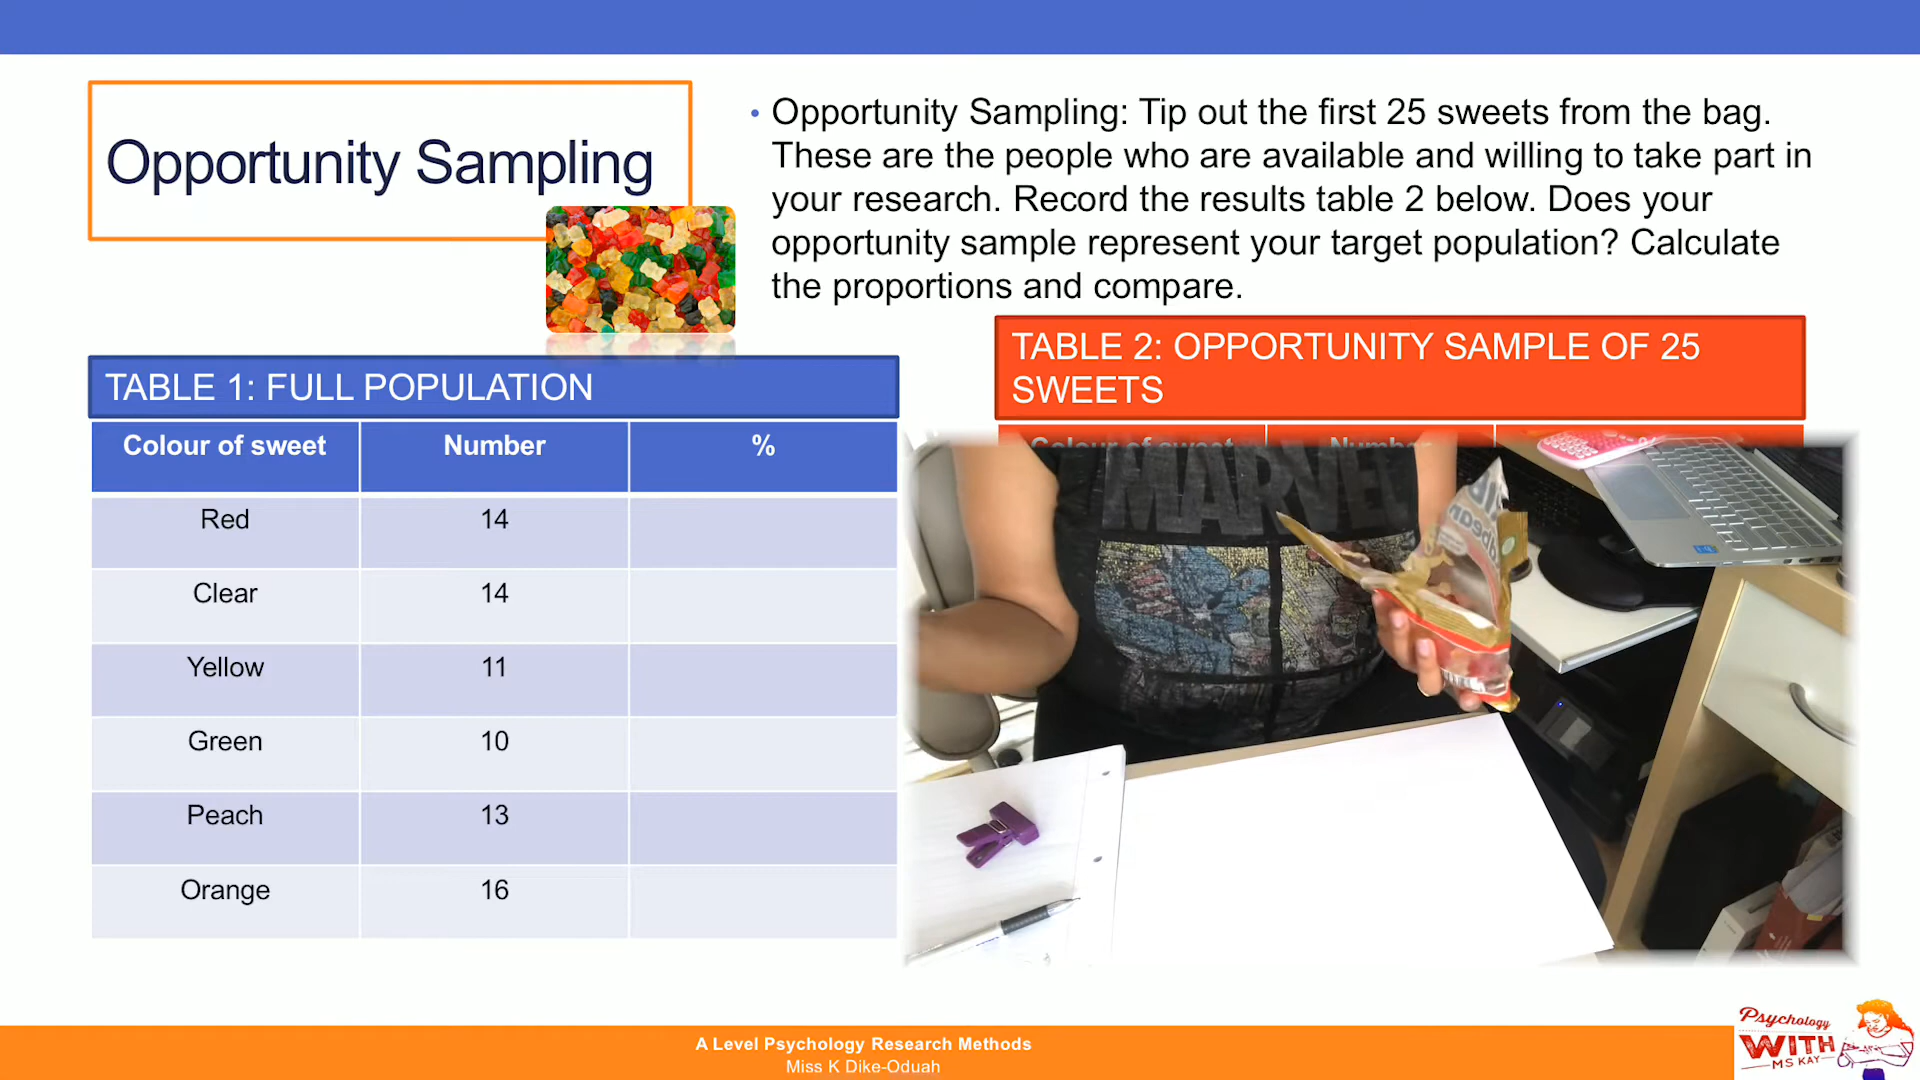 Opportunity Sampling
• Opportunity Sampling: Tip out the first 25 sweets from the bag.
These are the people who are available and willing to take part in
your research. Record the results table 2 below. Does your
opportunity sample represent your target population? Calculate
the proportions and compare.
TABLE 1: FULL POPULATION
Colour of sweet Number %
Red 14
Clear 14
Yellow 11
Green 10
Peach 13
Orange 16
TABLE 2: OPPORTUNITY SAMPLE OF 25
SWEETS
Colour of sweet Number %
MARVEL
A Level Psychology Research Methods
Miss K Dike-Oduah
Psychology
WITH
MS KAY